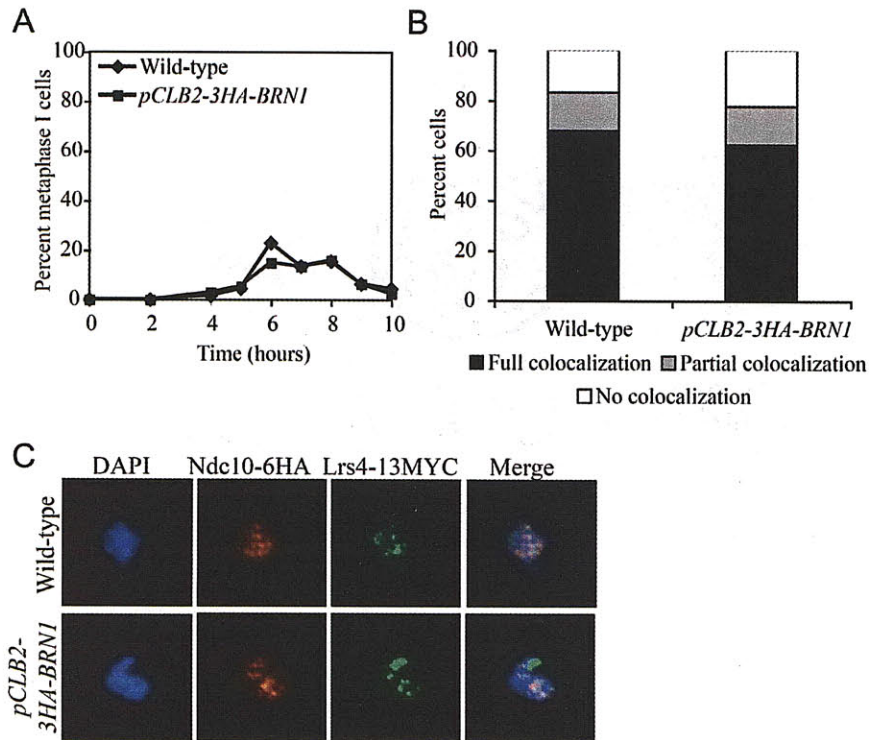 A
Percent metaphase I cells
100
80
60
40
20
0
Wild-type
pCLB2-3HA-BRN1
0 2 4 6 8 10
Time (hours)
B
Percent cells
100
80
60
40
20
0
Wild-type pCLB2-3HA-BRN1
Full colocalization Partial colocalization
No colocalization
C
DAPI Ndc10-6HA Lrs4-13MYC Merge
Wild-type
pCLB2-
3HA-BRN1